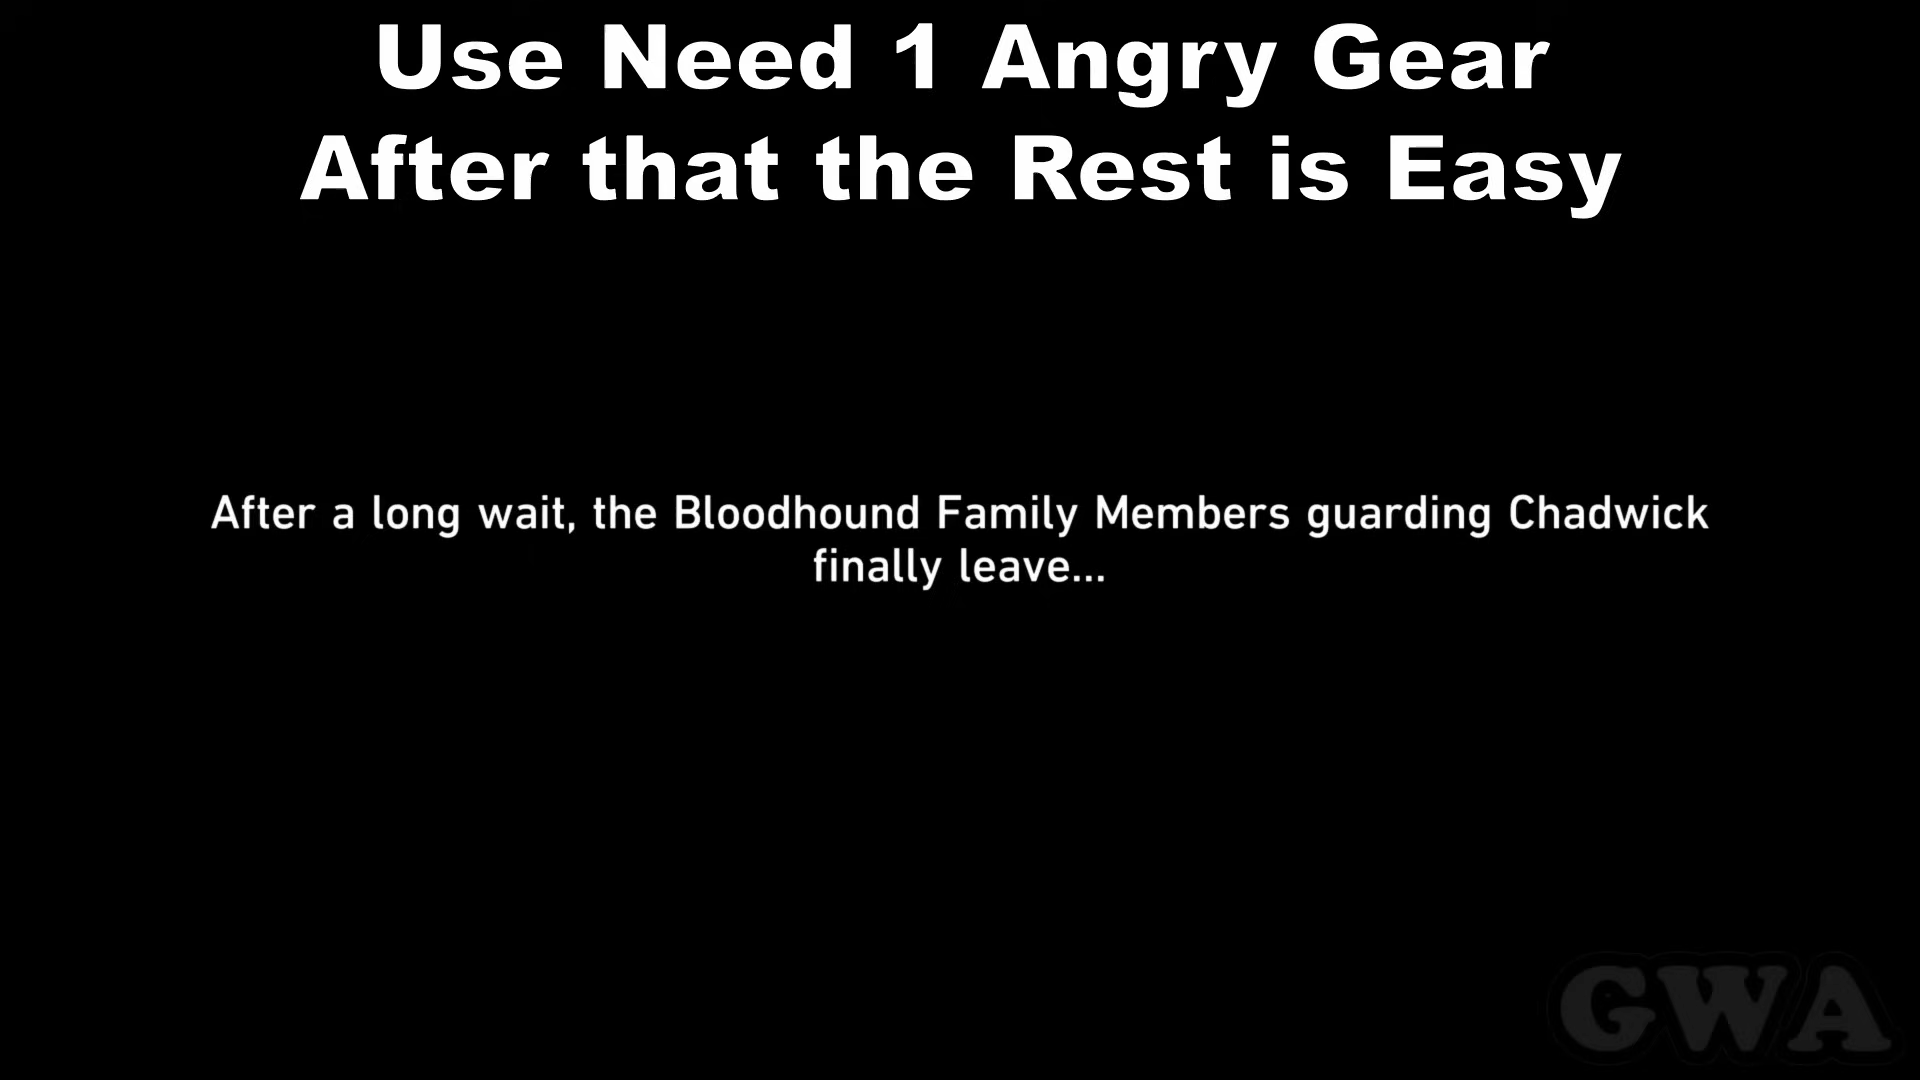 Use Need 1 Angry Gear
After that the Rest is Easy
After a long wait, the Bloodhound Family Members guarding Chadwick
finally leave...
GWA